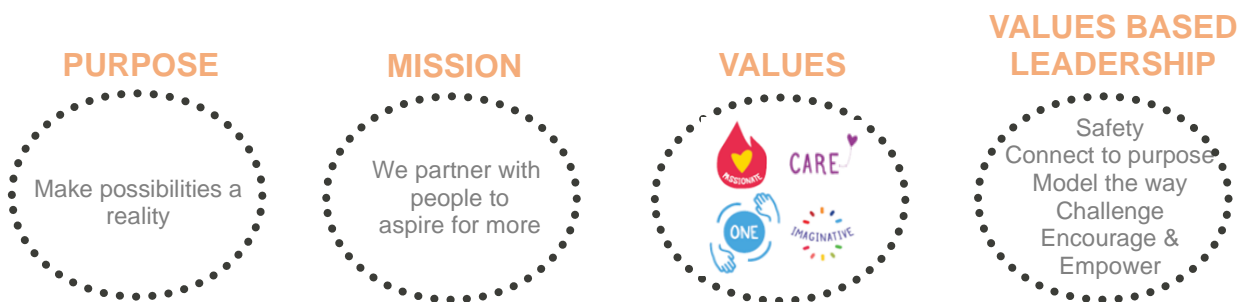 PURPOSE
Make possibilities a
reality
MISSION
We partner with
people to
aspire for more
VALUES
PASSIONATE
CARE
ONE
IMAGINATIVE
VALUES BASED
LEADERSHIP
Safety
Connect to purpose
Model the way
Challenge
Encourage &
Empower